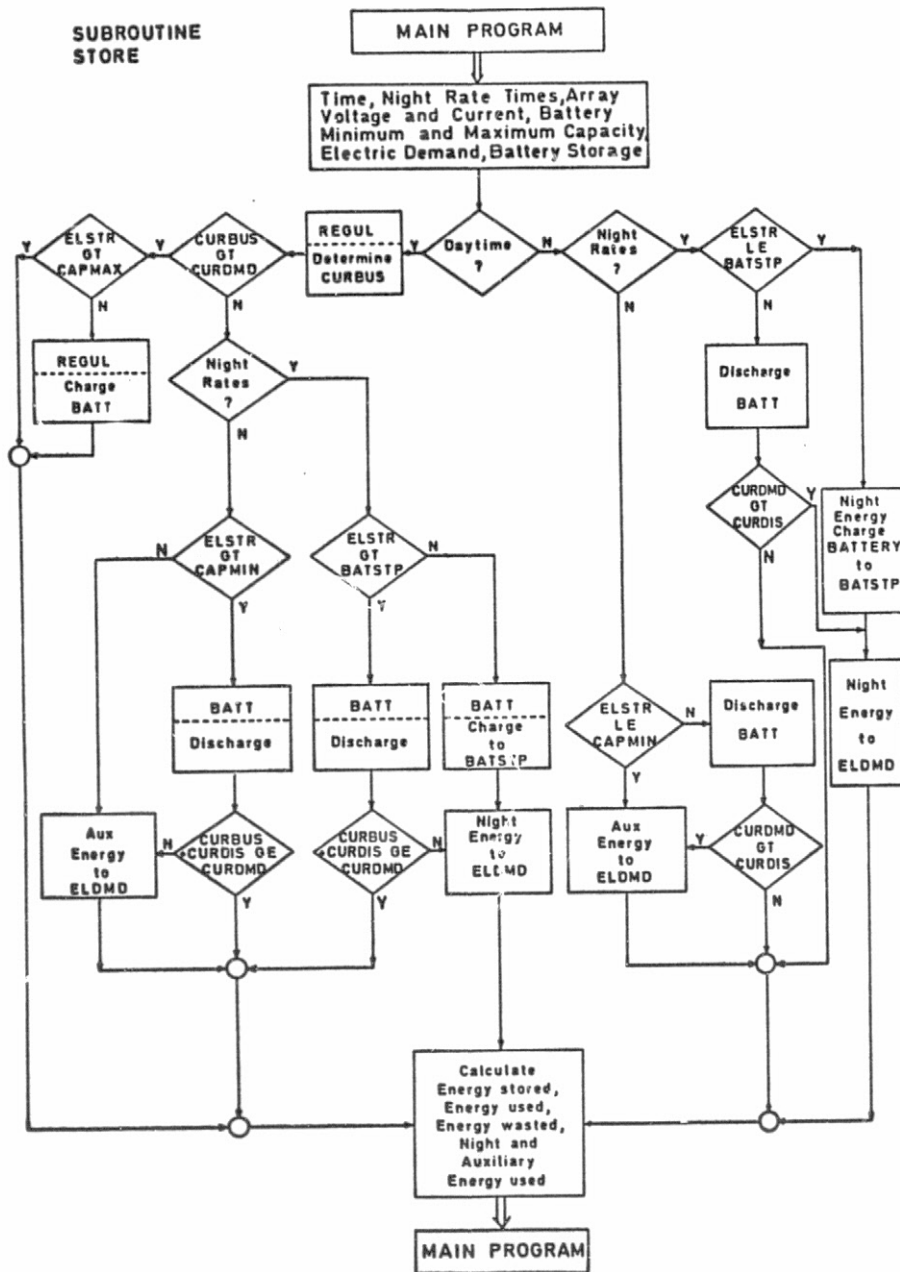 SUBROUTINE
STORE
MAIN PROGRAM
Time, Night Rate Times, Array
Voltage and Current, Battery
Minimum and Maximum Capacity,
Electric Demand, Battery Storage
ELSTR
GT
CAPMAX
Y
Y
CURBUS
GT
CURDMD
Y
REGUL
Determine
CURBUS
Y
Daytime
?
N
Night
Rates
?
Y
ELSTR
LE
BATSTP
Y
N
N
N
N
REGUL
Charge
BATT
Night
Rates
?
Y
N
Discharge
BATT
CURDMD
GT
CURDIS
Y
N
Night
Energy
Charge
BATTERY
to
BATSTP
N
ELSTR
GT
CAPMIN
Y
ELSTR
GT
BATSTP
N
Y
BATT
Discharge
BATT
Discharge
BATT
Charge
to
BATSTP
ELSTR
LE
CAPMIN
N
Y
Discharge
BATT
Night
Energy
to
ELDMD
Aux
Energy
to
ELDMD
N
CURBUS
CURDIS GE
CURDMD
Y
CURBUS
+CURDIS GE
CURDMD
N
Y
Night
Energy
to
ELDMD
Aux
Energy
to
ELDMD
Y
CURDMD
GT
CURDIS
N
Calculate
Energy stored,
Energy used,
Energy wasted,
Night and
Auxiliary
Energy used
MAIN PROGRAM